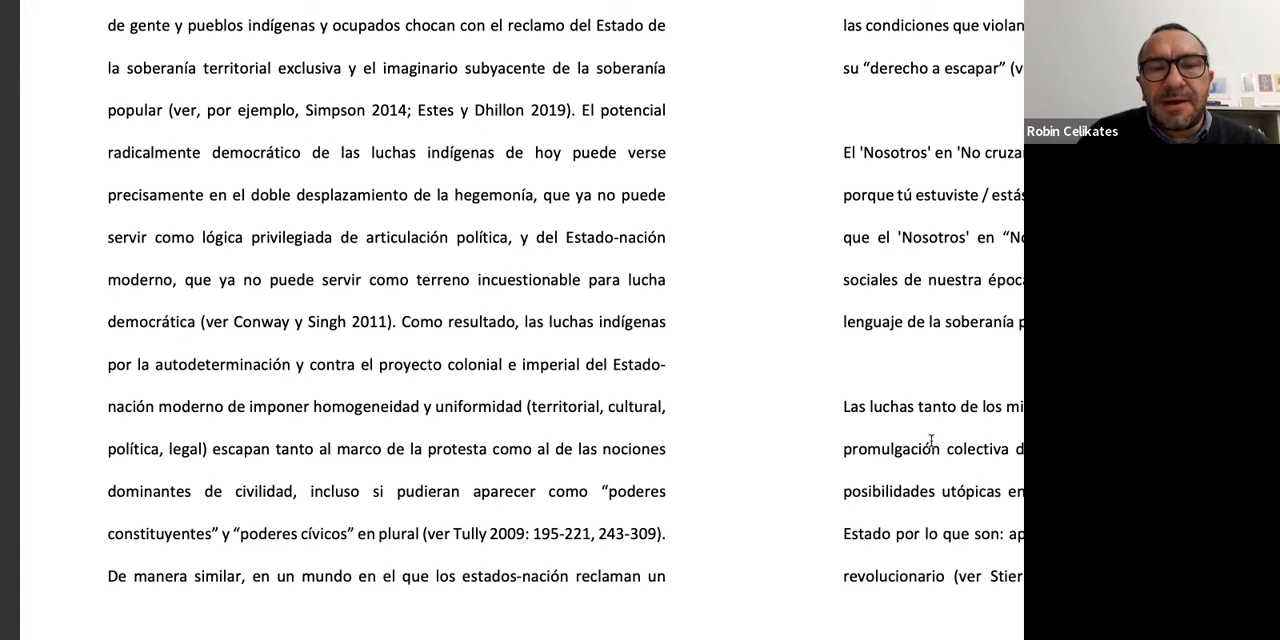 de gente y pueblos indígenas y ocupados chocan con el reclamo del Estado de
la soberanía territorial exclusiva y el imaginario subyacente de la soberanía
popular (ver, por ejemplo, Simpson 2014; Estes y Dhillon 2019). El potencial
radicalmente democrático de las luchas indígenas de hoy puede verse
precisamente en el doble desplazamiento de la hegemonía, que ya no puede
servir como lógica privilegiada de articulación política, y del Estado-nación
moderno, que ya no puede servir como terreno incuestionable para lucha
democrática (ver Conway y Singh 2011). Como resultado, las luchas indígenas
por la autodeterminación y contra el proyecto colonial e imperial del Estado-
nación moderno de imponer homogeneidad y uniformidad (territorial, cultural,
política, legal) escapan tanto al marco de la protesta como al de las nociones
dominantes de civilidad, incluso si pudieran aparecer como “poderes
constituyentes” y “poderes cívicos” en plural (ver Tully 2009: 195-221, 243-309).
De manera similar, en un mundo en el que los estados-nación reclaman un
las condiciones que violan
su “derecho a escapar” (v
El 'Nosotros' en 'No cruza
porque tú estuviste / estás
que el 'Nosotros' en “No
sociales de nuestra época
lenguaje de la soberanía p
Las luchas tanto de los mi
promulgación colectiva d
posibilidades utópicas en
Estado por lo que son: ap
revolucionario (ver Stier
Robin Celikates